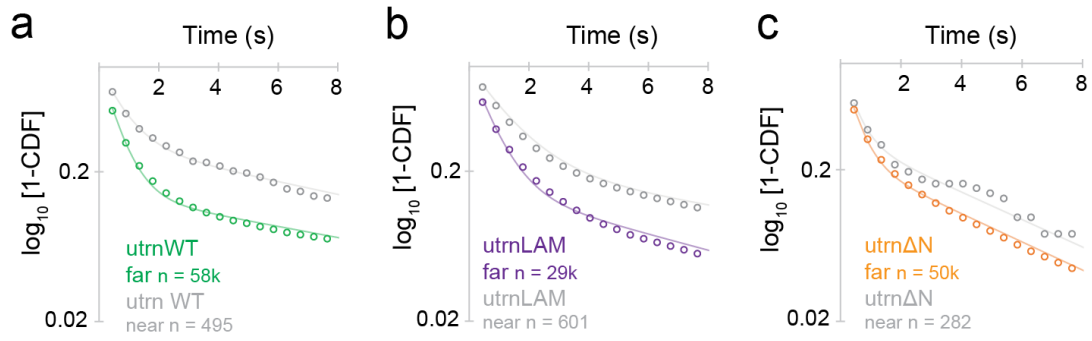 a
Time (s)
2 4 6 8
log10 [1-CDF]
0.2
0.02
utrnWT
far n = 58k
utrn WT
near n = 495
b
Time (s)
2 4 6 8
log10 [1-CDF]
0.2
0.02
utrnLAM
far n = 29k
utrnLAM
near n = 601
c
Time (s)
2 4 6 8
log10 [1-CDF]
0.2
0.02
utrnΔN
far n = 50k
utrnΔN
near n = 282